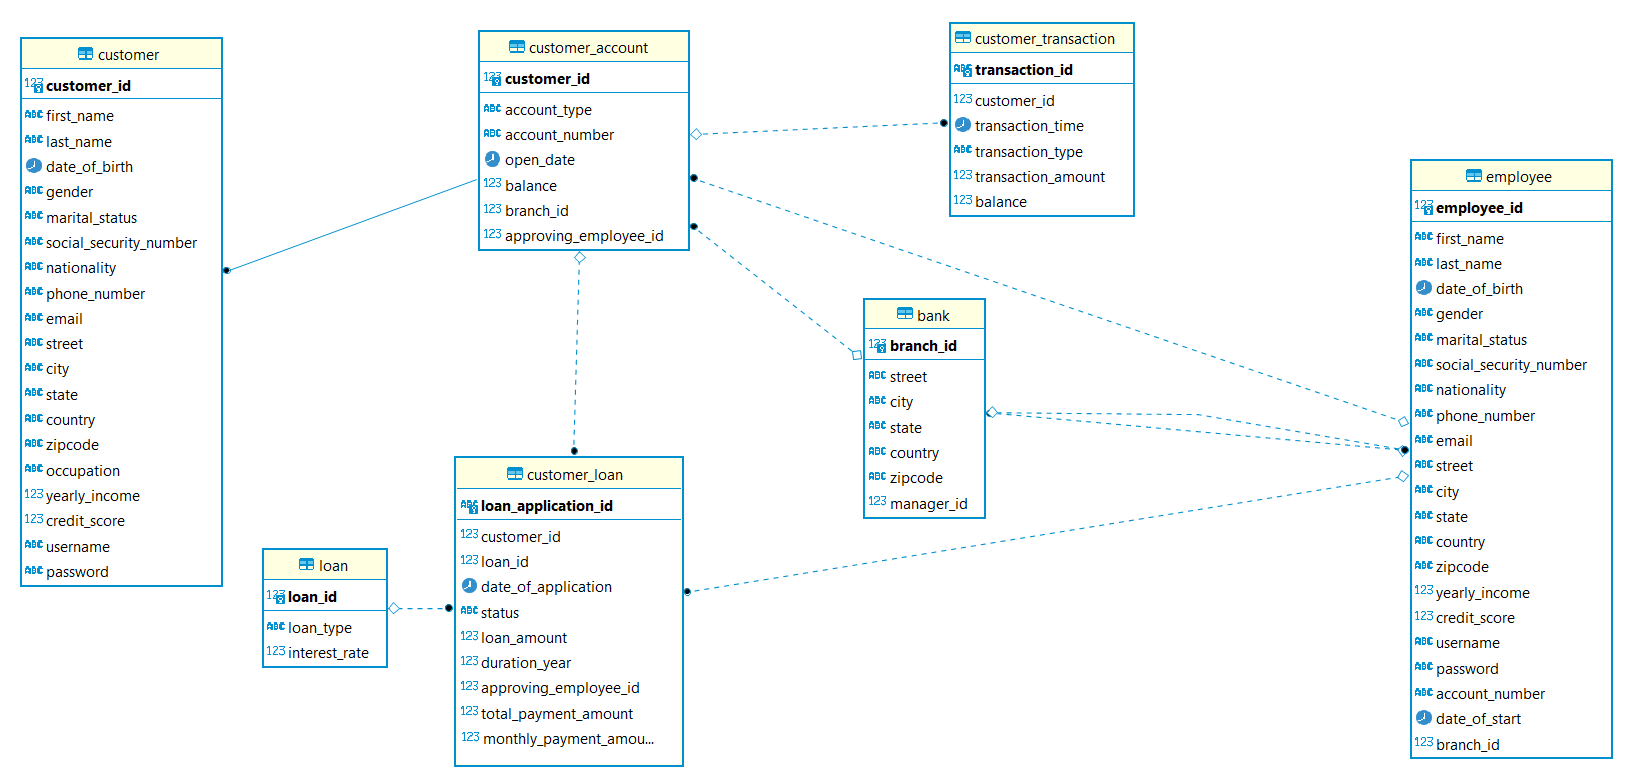 customer
123 customer_id
ABC first_name
ABC last_name
date_of_birth
ABC gender
ABC marital_status
ABC social_security_number
ABC nationality
ABC phone_number
ABC email
ABC street
ABC city
ABC state
ABC country
ABC zipcode
ABC occupation
123 yearly_income
123 credit_score
ABC username
ABC password
customer_account
123 customer_id
ABC account_type
ABC account_number
open_date
123 balance
123 branch_id
123 approving_employee_id
customer_transaction
ABC transaction_id
123 customer_id
transaction_time
ABC transaction_type
123 transaction_amount
123 balance
bank
123 branch_id
ABC street
ABC city
ABC state
ABC country
ABC zipcode
123 manager_id
loan
123 loan_id
ABC loan_type
123 interest_rate
customer_loan
ABC loan_application_id
123 customer_id
123 loan_id
date_of_application
ABC status
123 loan_amount
123 duration_year
123 approving_employee_id
123 total_payment_amount
123 monthly_payment_amou...
employee
123 employee_id
ABC first_name
ABC last_name
date_of_birth
ABC gender
ABC marital_status
ABC social_security_number
ABC nationality
ABC phone_number
ABC email
ABC street
ABC city
ABC state
ABC country
ABC zipcode
123 yearly_income
123 credit_score
ABC username
ABC password
ABC account_number
date_of_start
123 branch_id